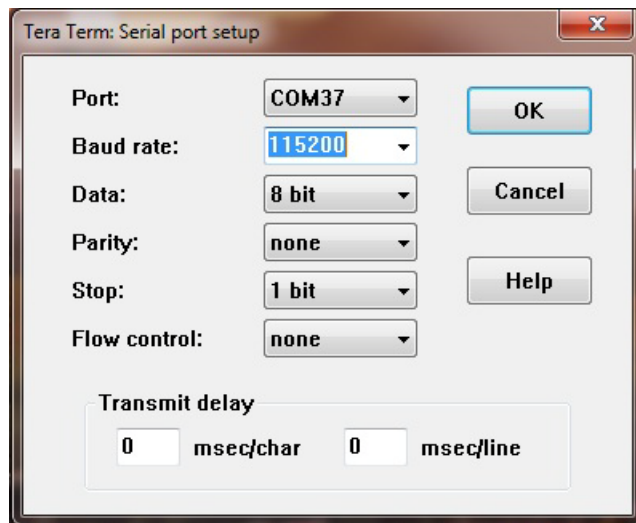 Tera Term: Serial port setup
Port: COM37
OK
Baud rate: 115200
Data: 8 bit
Cancel
Parity: none
Stop: 1 bit
Help
Flow control: none
Transmit delay
0 msec/char 0 msec/line